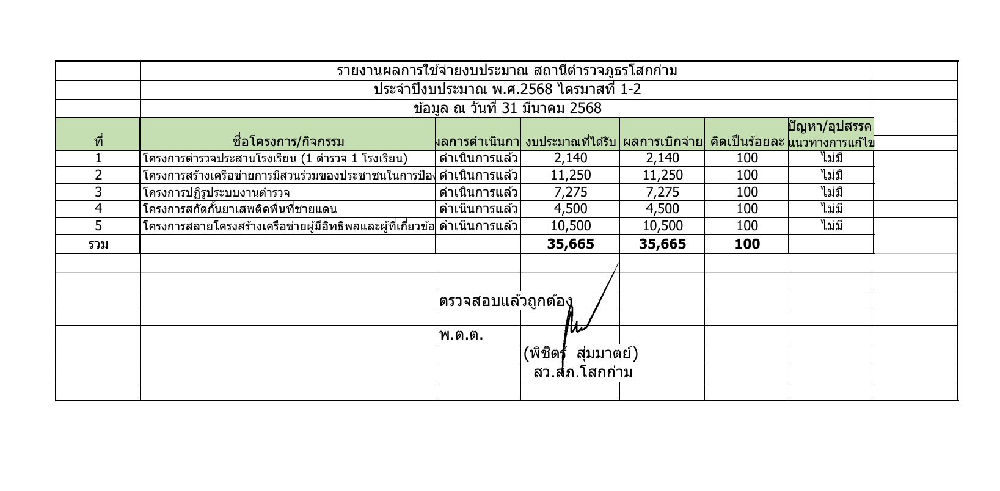 รายงานผลการใช้จ่ายงบประมาณ สถานีตำรวจภูธรโสกก่าม
ประจำปีงบประมาณ พ.ศ.2568 ไตรมาสที่ 1-2
ข้อมูล ณ วันที่ 31 มีนาคม 2568
ที่ ชื่อโครงการ/กิจกรรม ผลการดำเนินกา งบประมาณที่ได้รับ ผลการเบิกจ่าย คิดเป็นร้อยละ ปัญหา/อุปสรรค
แนวทางการแก้ไข
1 โครงการตำรวจประสานโรงเรียน (1 ตำรวจ 1 โรงเรียน) ดำเนินการแล้ว 2,140 2,140 100 ไม่มี
2 โครงการสร้างเครือข่ายการมีส่วนร่วมของประชาชนในการป้อง ดำเนินการแล้ว 11,250 11,250 100 ไม่มี
3 โครงการปฏิรูประบบงานตำรวจ ดำเนินการแล้ว 7,275 7,275 100 ไม่มี
4 โครงการสกัดกั้นยาเสพติดพื้นที่ชายแดน ดำเนินการแล้ว 4,500 4,500 100 ไม่มี
5 โครงการสลายโครงสร้างเครือข่ายผู้มีอิทธิพลและผู้ที่เกี่ยวข้อ ดำเนินการแล้ว 10,500 10,500 100 ไม่มี
รวม 35,665 35,665 100
ตรวจสอบแล้วถูกต้อง
พ.ต.ต.
(พิชิตร์ สุ่มมาตย์)
สว.สภ.โสกก่าม